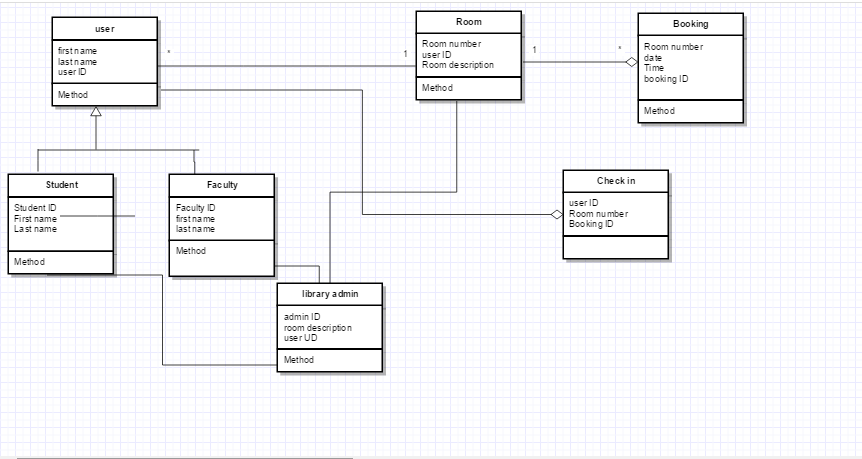 user
first name
last name
user ID
Method
*
1
Room
Room number
user ID
Room description
Method
1
*
Booking
Room number
date
Time
booking ID
Method
Student
Student ID
First name
Last name
Method
Faculty
Faculty ID
first name
last name
Method
Check in
user ID
Room number
Booking ID
library admin
admin ID
room description
user UD
Method